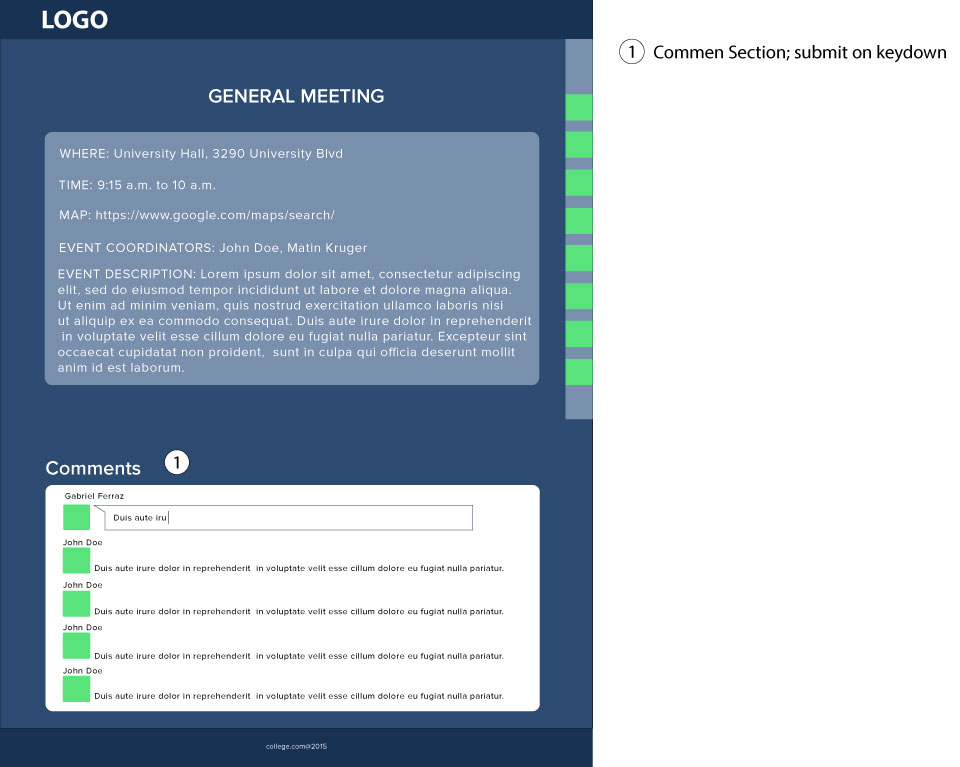 LOGO
1 Commen Section; submit on keydown
GENERAL MEETING
WHERE: University Hall, 3290 University Blvd
TIME: 9:15 a.m. to 10 a.m.
MAP: https://www.google.com/maps/search/
EVENT COORDINATORS: John Doe, Matin Kruger
EVENT DESCRIPTION: Lorem ipsum dolor sit amet, consectetur adipiscing
elit, sed do eiusmod tempor incididunt ut labore et dolore magna aliqua.
Ut enim ad minim veniam, quis nostrud exercitation ullamco laboris nisi
ut aliquip ex ea commodo consequat. Duis aute irure dolor in reprehenderit
in voluptate velit esse cillum dolore eu fugiat nulla pariatur. Excepteur sint
occaecat cupidatat non proident, sunt in culpa qui officia deserunt mollit
anim id est laborum.
Comments 1
Gabriel Ferraz
Duis aute iru
John Doe
Duis aute irure dolor in reprehenderit in voluptate velit esse cillum dolore eu fugiat nulla pariatur.
John Doe
Duis aute irure dolor in reprehenderit in voluptate velit esse cillum dolore eu fugiat nulla pariatur.
John Doe
Duis aute irure dolor in reprehenderit in voluptate velit esse cillum dolore eu fugiat nulla pariatur.
John Doe
Duis aute irure dolor in reprehenderit in voluptate velit esse cillum dolore eu fugiat nulla pariatur.
college.com@2015